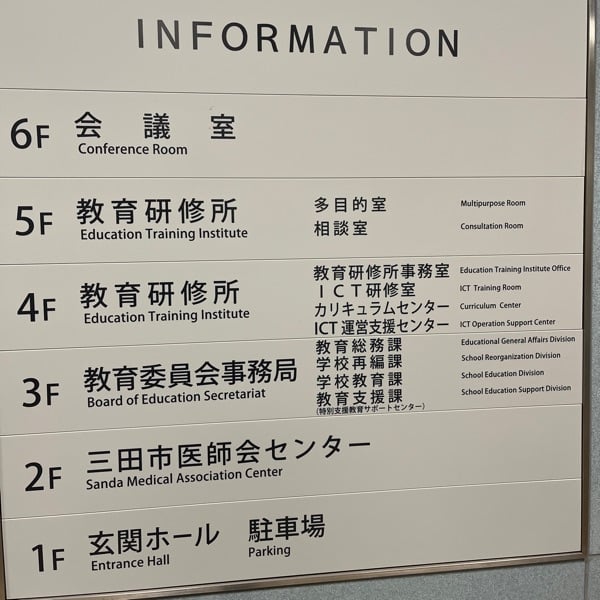 INFORMATION
6F 会議室
Conference Room
5F 教育研修所
Education Training Institute
多目的室 Multipurpose Room
相談室 Consultation Room
4F 教育研修所
Education Training Institute
教育研修所事務室 Education Training Institute Office
ICT研修室 ICT Training Room
カリキュラムセンター Curriculum Center
ICT運営支援センター ICT Operation Support Center
3F 教育委員会事務局
Board of Education Secretariat
教育総務課 Educational General Affairs Division
学校再編課 School Reorganization Division
学校教育課 School Education Division
教育支援課 School Education Support Division
(特別支援教育サポートセンター)
2F 三田市医師会センター
Sanda Medical Association Center
1F 玄関ホール 駐車場
Entrance Hall Parking